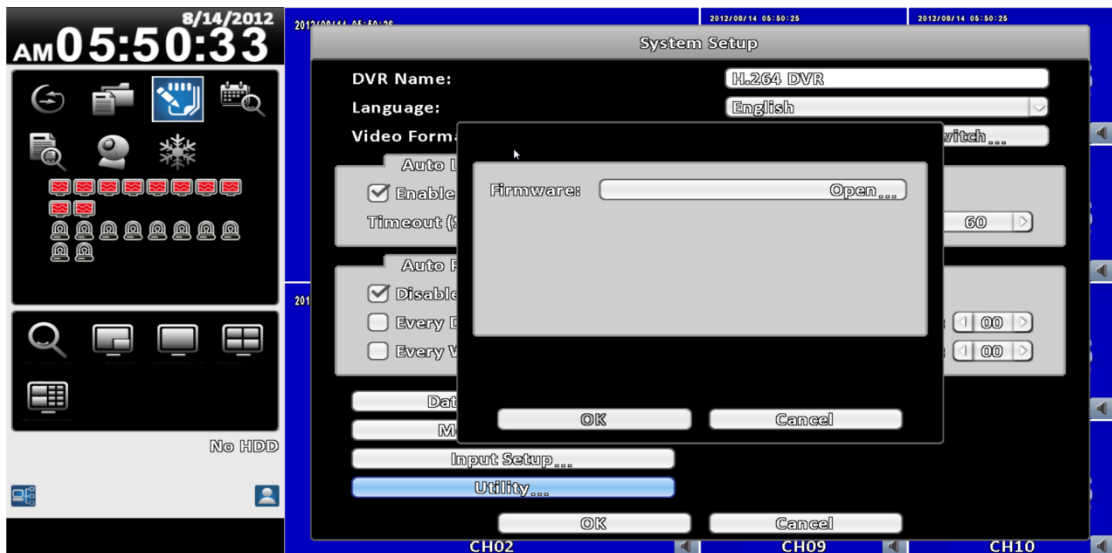 8/14/2012
AM05:50:33
No HDD
2012/08/14 05:50:25
2012/08/14 05:50:25
System Setup
DVR Name:
H.264 DVR
Language:
English
Video Form
witch...
Auto L
Enable
Timeout (S
60
Auto R
Disable
Every D
00
Every W
00
Firmware:
Open...
OK
Cancel
Dat
M
Input Setup...
Utility...
OK
Cancel
201
CH02
CH09
CH10